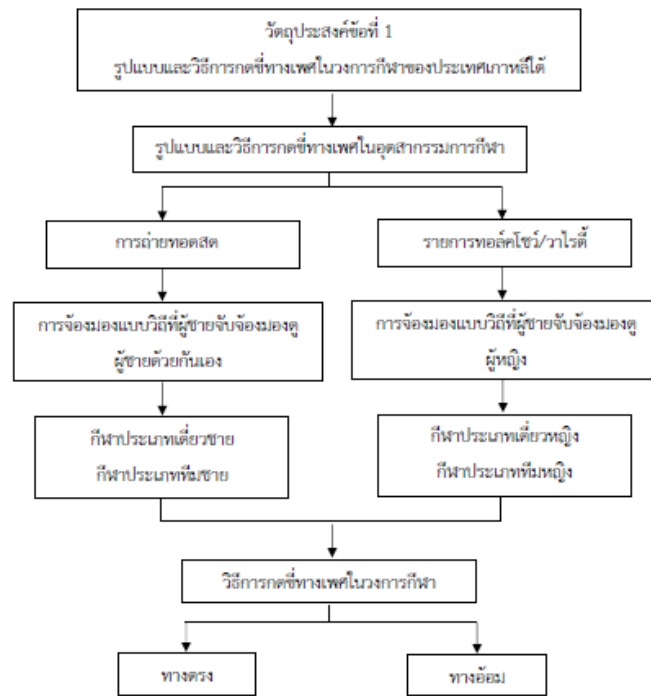 วัตถุประสงค์ข้อที่ 1
รูปแบบและวิธีการกดขี่ทางเพศในวงการกีฬาของประเทศเกาหลีใต้
รูปแบบและวิธีการกดขี่ทางเพศในอุตสากรรมการกีฬา
การถ่ายทอดสด
รายการทอล์คโชว์/วาไรตี้
การจ้องมองแบบวิถีที่ผู้ชายจับจ้องมองดู
ผู้ชายด้วยกันเอง
การจ้องมองแบบวิถีที่ผู้ชายจับจ้องมองดู
ผู้หญิง
กีฬาประเภทเดี่ยวชาย
กีฬาประเภททีมชาย
กีฬาประเภทเดี่ยวหญิง
กีฬาประเภททีมหญิง
วิธีการกดขี่ทางเพศในวงการกีฬา
ทางตรง
ทางอ้อม